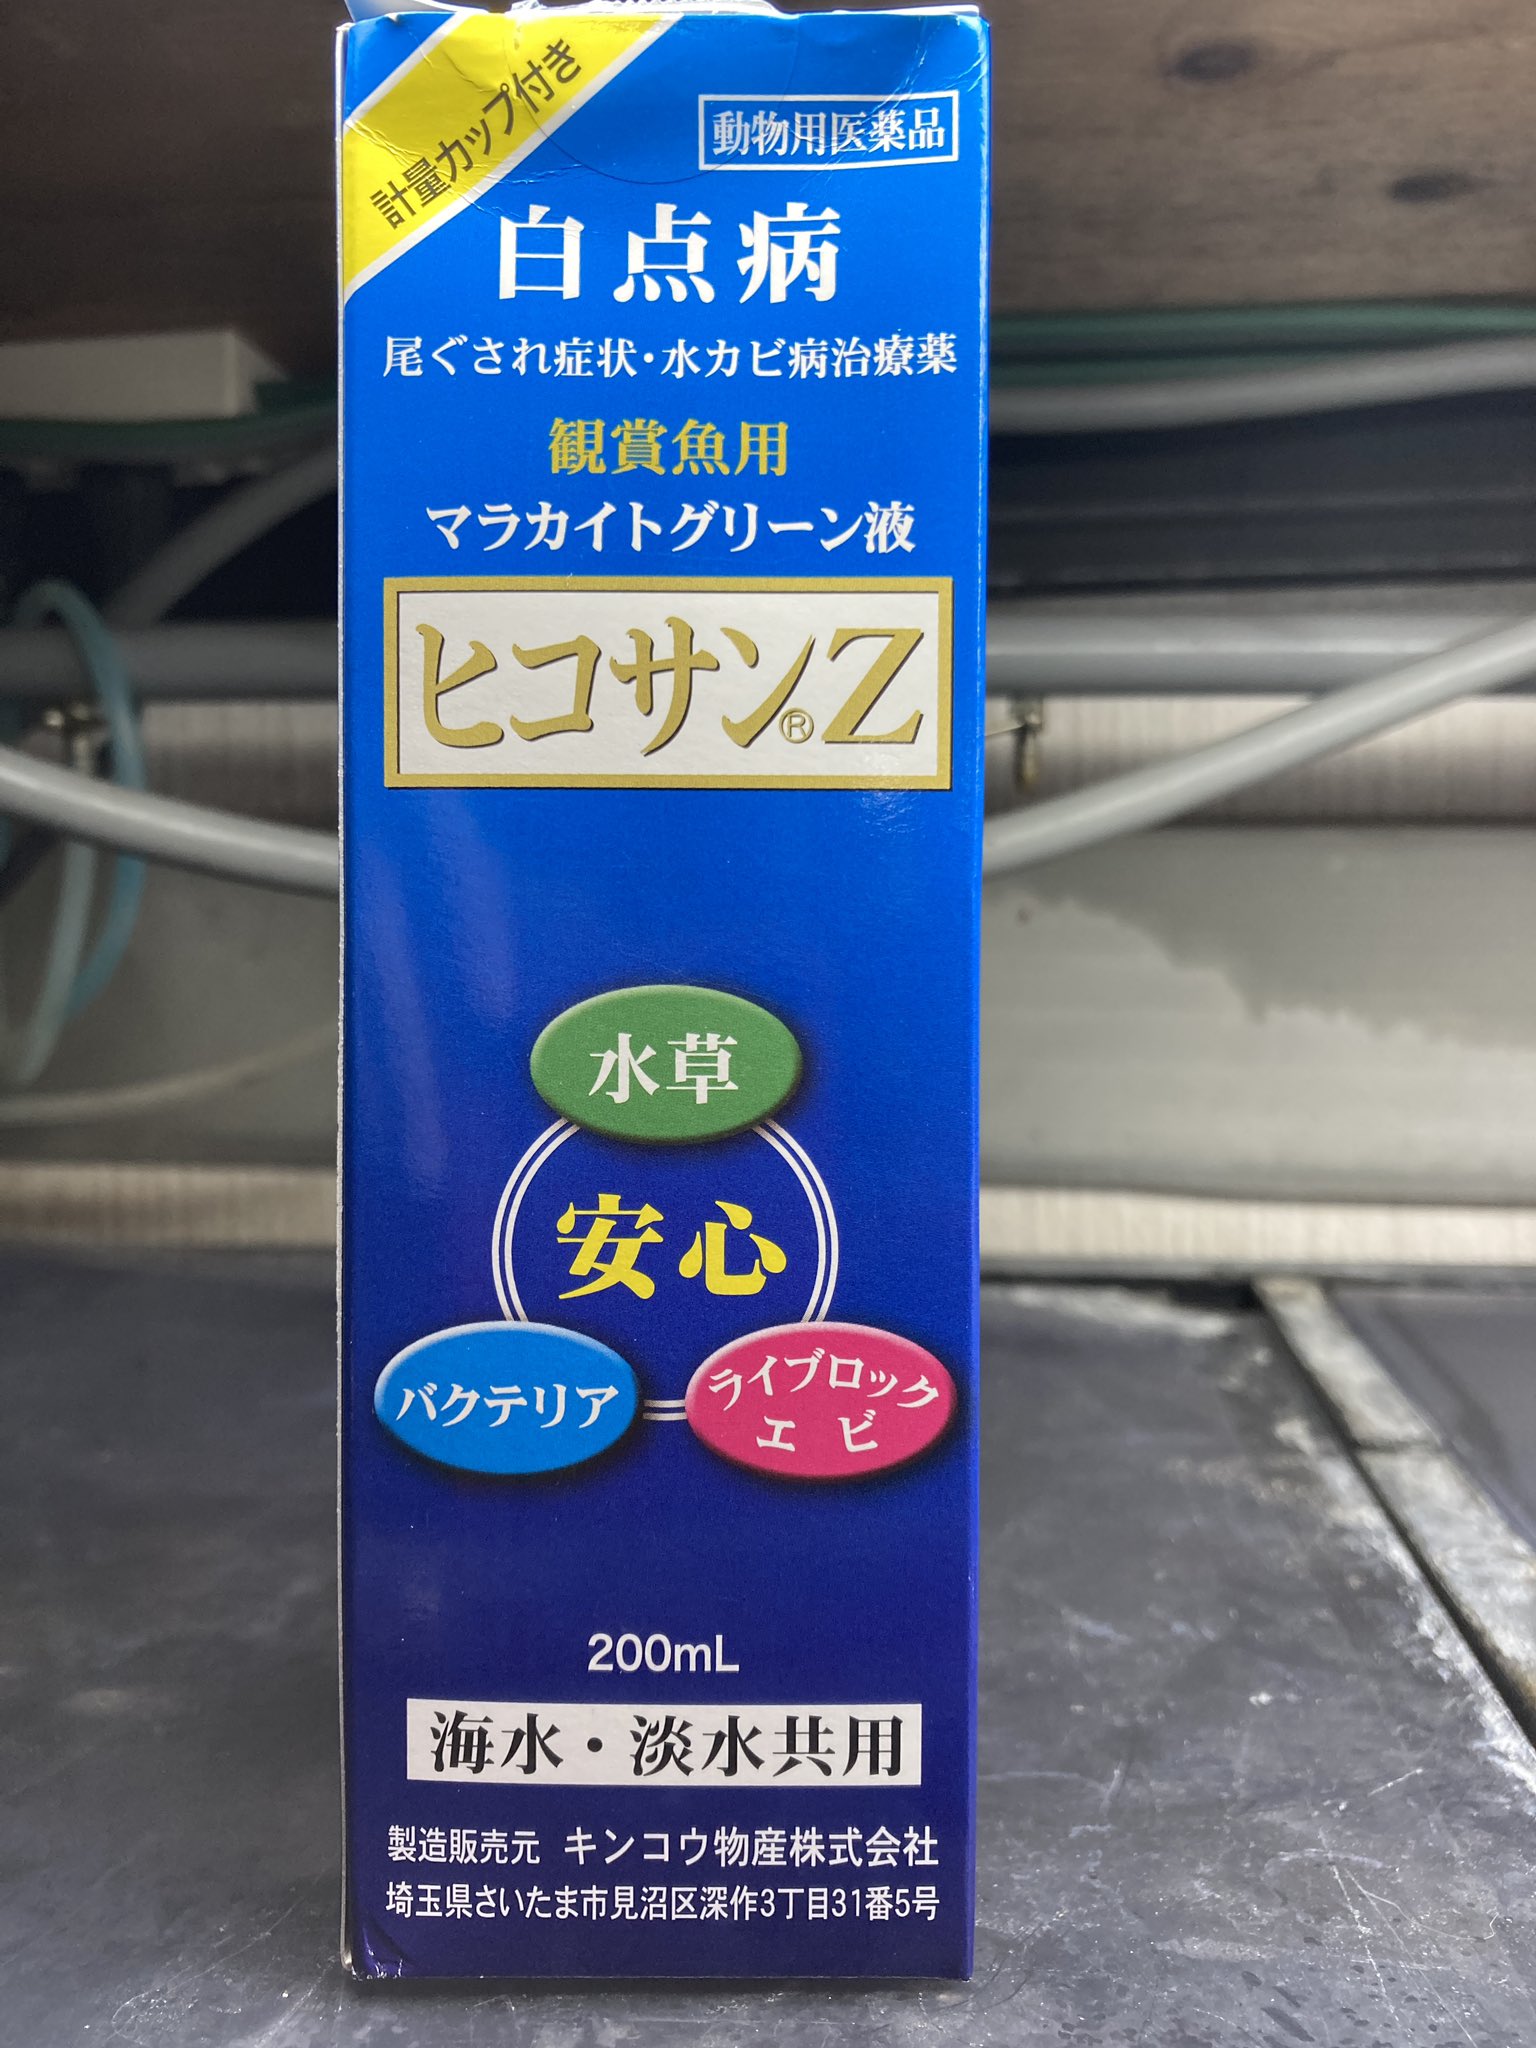 計量カップ付き
動物用医薬品
白点病
尾ぐされ症状・水カビ病治療薬
観賞魚用
マラカイトグリーン液
ヒコサン®Z
水草
安心
バクテリア
ライブロック
エビ
200mL
海水・淡水共用
製造販売元 キンコウ物産株式会社
埼玉県さいたま市見沼区深作3丁目31番5号